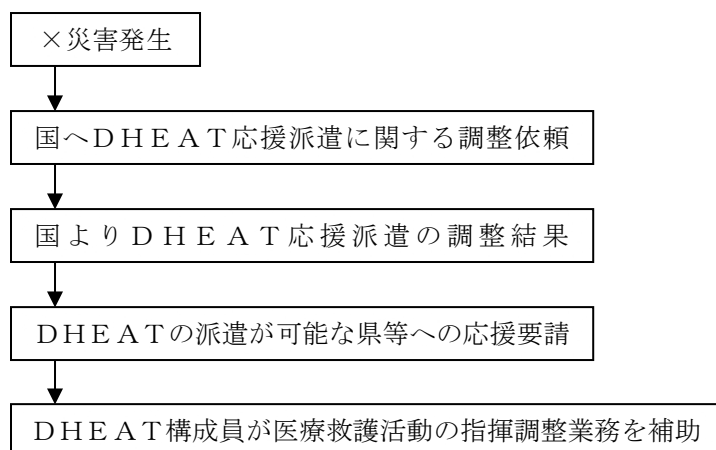 ×災害発生
国へDHEAT応援派遣に関する調整依頼
国よりDHEAT応援派遣の調整結果
DHEATの派遣が可能な県等への応援要請
DHEAT構成員が医療救護活動の指揮調整業務を補助